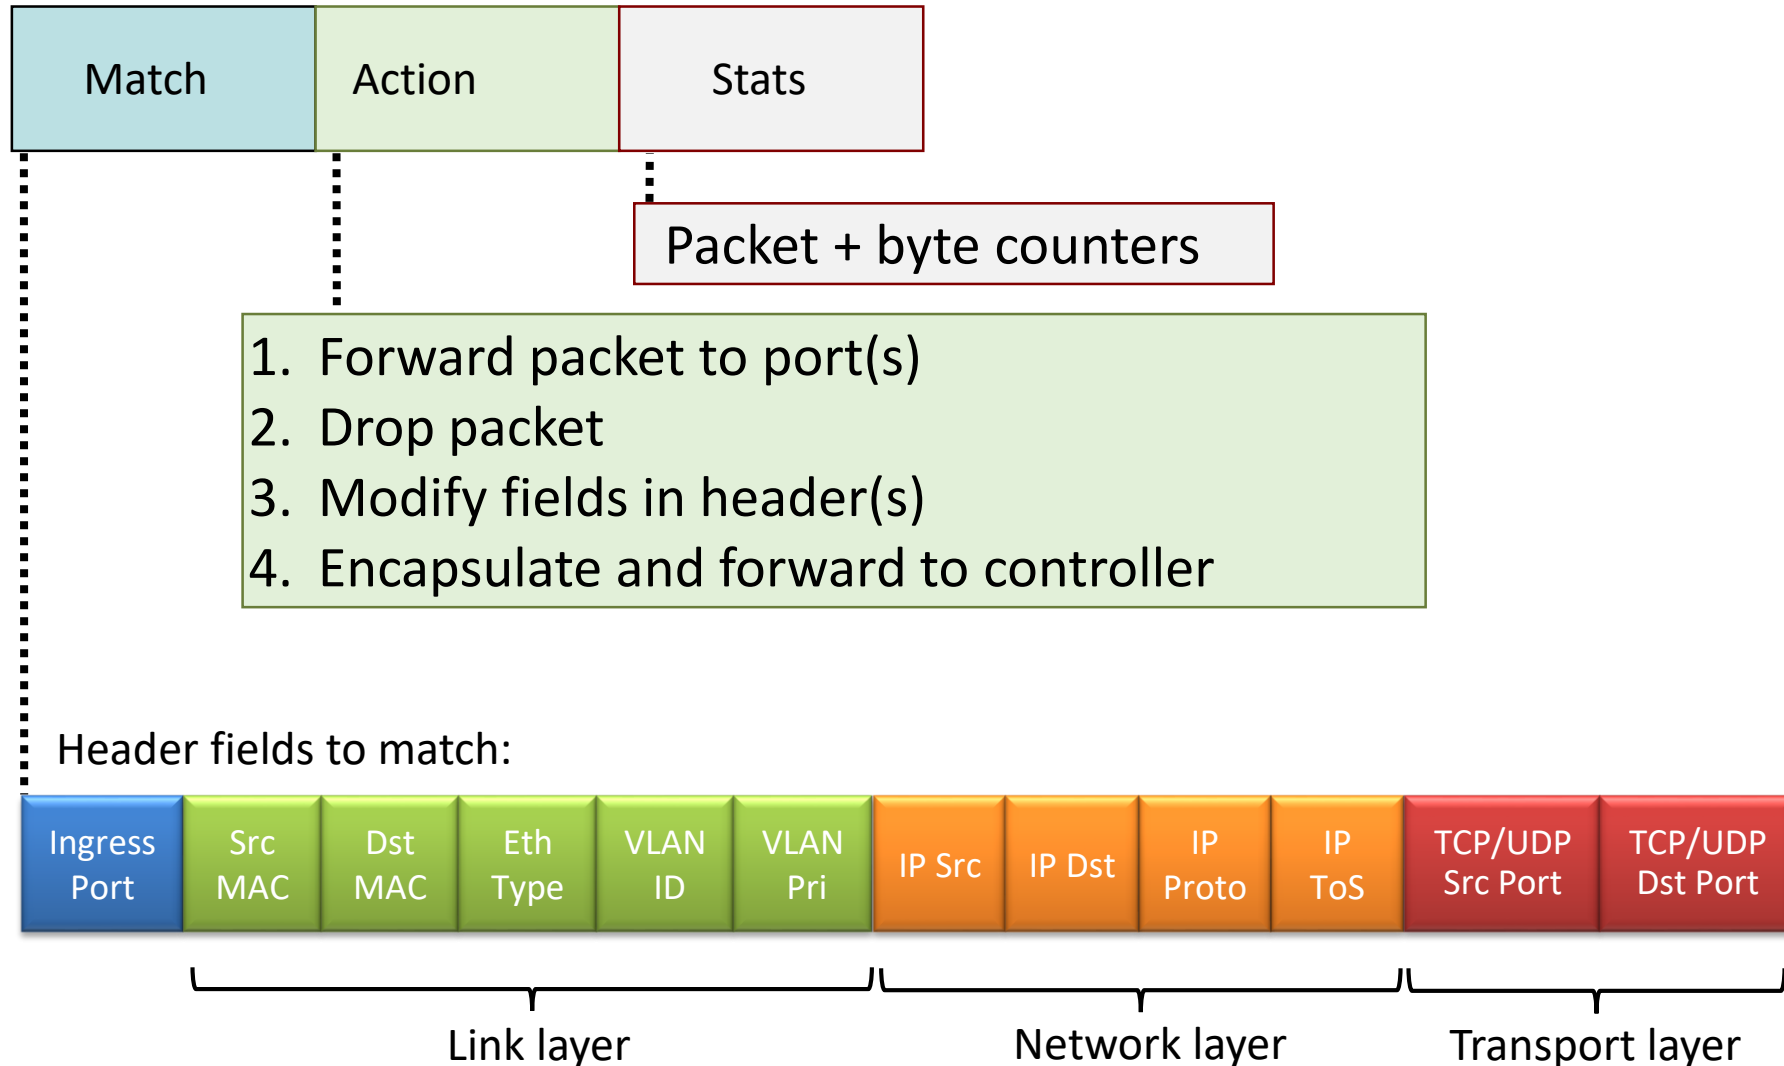 Match
Action
Stats
Packet + byte counters
1. Forward packet to port(s)
2. Drop packet
3. Modify fields in header(s)
4. Encapsulate and forward to controller
Header fields to match:
Ingress
Port
Src
MAC
Dst
MAC
Eth
Type
VLAN
ID
VLAN
Pri
IP Src
IP Dst
IP
Proto
IP
ToS
TCP/UDP
Src Port
TCP/UDP
Dst Port
Link layer
Network layer
Transport layer